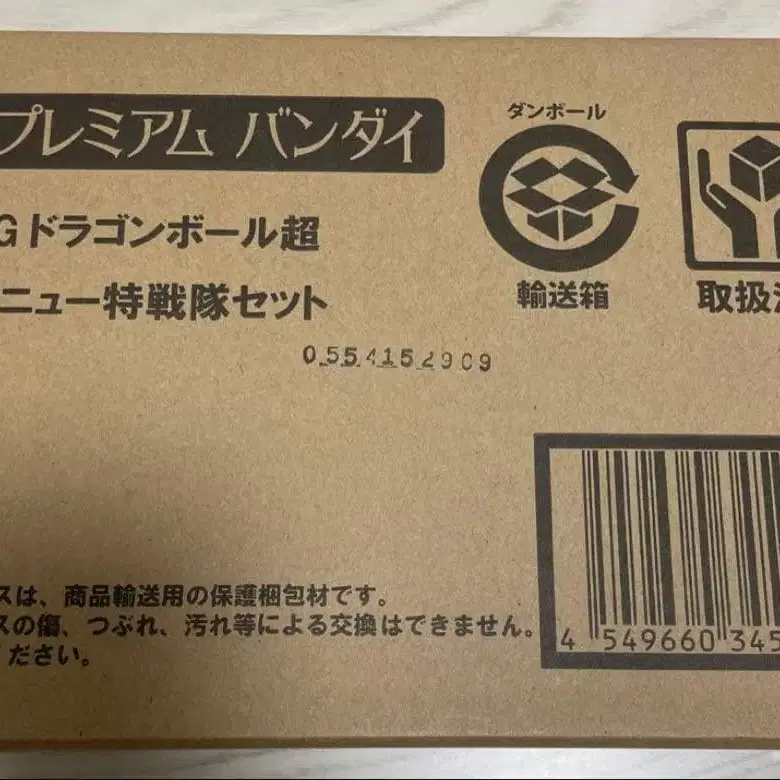 プレミアム バンダイ
Gドラゴンボール超
ニュー特戦隊セット
ダンボール
輸送箱
取扱注
0554152909
スは、商品輸送用の保護梱包材です。
スの傷、つぶれ、汚れ等による交換はできません。
ださい。
4 549660 345